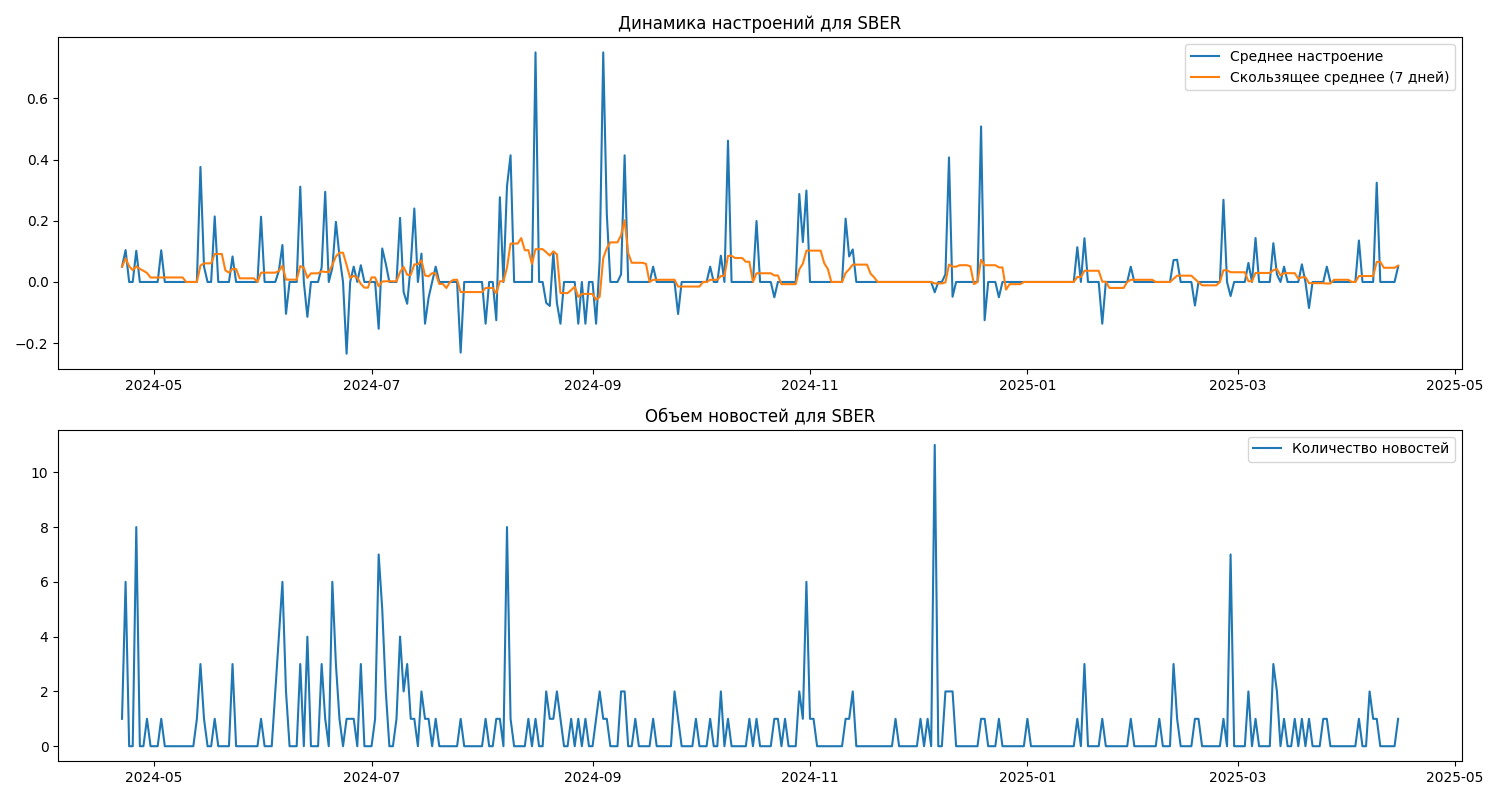 Динамика настроений для SBER
Среднее настроение
Скользящее среднее (7 дней)
0.6
0.4
0.2
0.0
−0.2
2024-05 2024-07 2024-09 2024-11 2025-01 2025-03 2025-05
Объем новостей для SBER
Количество новостей
10
8
6
4
2
0
2024-05 2024-07 2024-09 2024-11 2025-01 2025-03 2025-05